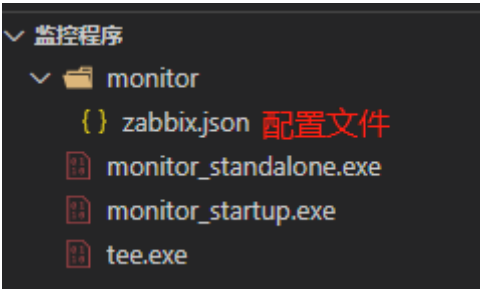 监控程序
monitor
{ } zabbix.json 配置文件
monitor_standalone.exe
monitor_startup.exe
tee.exe